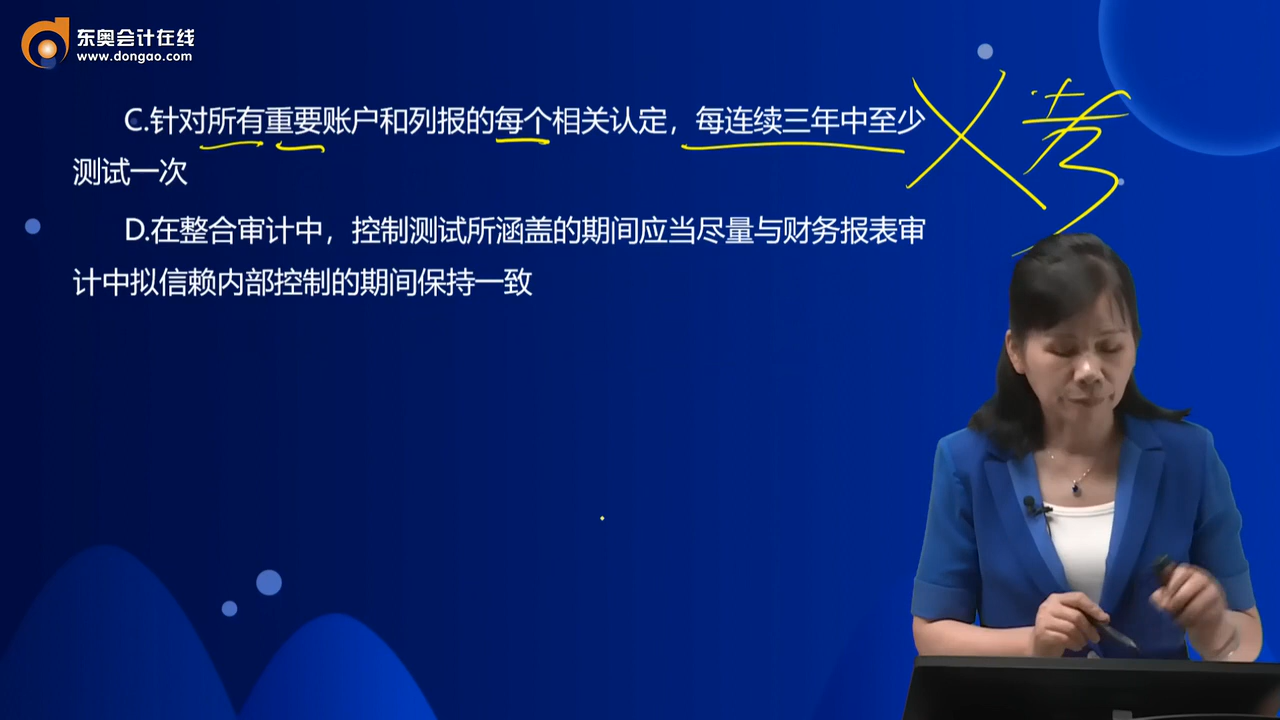 东奥会计在线
www.dongao.com
C.针对所有重要账户和列报的每个相关认定，每连续三年中至少
测试一次
D.在整合审计中，控制测试所涵盖的期间应当尽量与财务报表审
计中拟信赖内部控制的期间保持一致
考